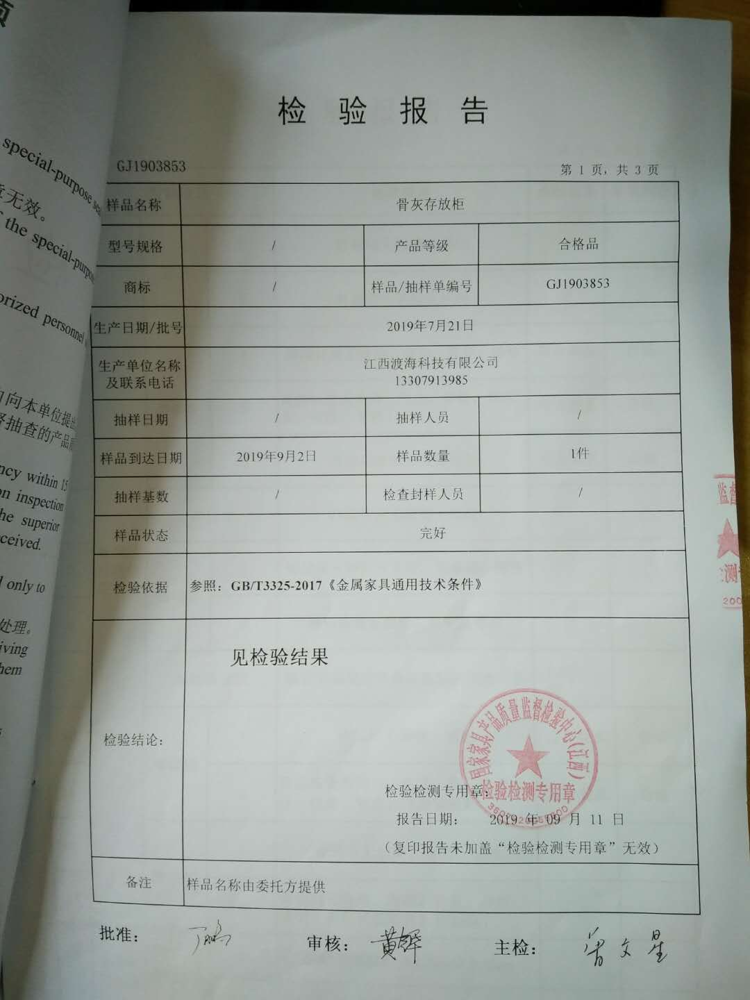 special-purpose
无效。
the special-purpose
orized personnel
向本单位提出
抽查的产品
ncy within 15
on inspection
he superior
ceived.
only to
处理。
iving
hem
检 验 报 告
GJ1903853
第 1 页, 共 3 页
样品名称 骨灰存放柜
型号规格 / 产品等级 合格品
商标 / 样品/抽样单编号 GJ1903853
生产日期/批号 2019年7月21日
生产单位名称及联系电话 江西渡海科技有限公司
13307913985
抽样日期 / 抽样人员 /
样品到达日期 2019年9月2日 样品数量 1件
抽样基数 / 检查封样人员 /
样品状态 完好
检验依据 参照：GB/T3325-2017《金属家具通用技术条件》
检验结论： 见检验结果
国家家具产品质量监督检验中心(江西)
检验检测专用章
检验检测专用章：
报告日期： 2019 年 09 月 11 日
（复印报告未加盖“检验检测专用章”无效）
备注 样品名称由委托方提供
批准： 审核： 黄辉 主检： 曾文星
监督